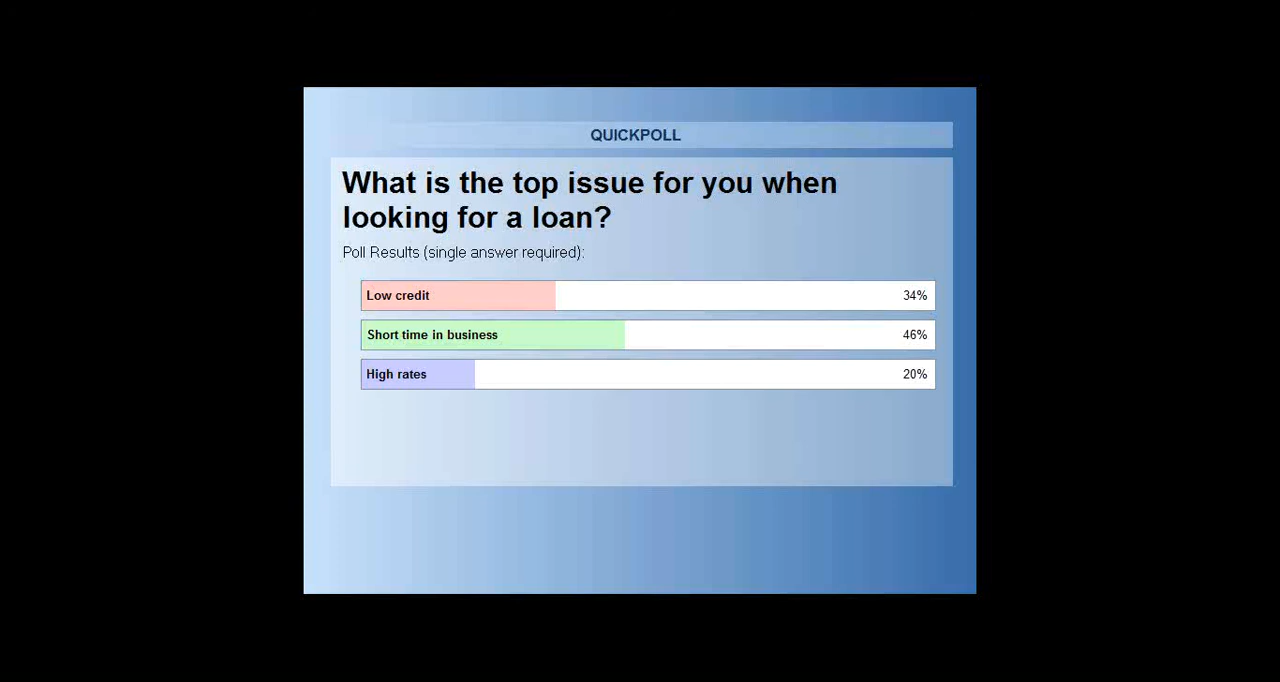 QUICKPOLL
What is the top issue for you when
looking for a loan?
Poll Results (single answer required):
Low credit 34%
Short time in business 46%
High rates 20%